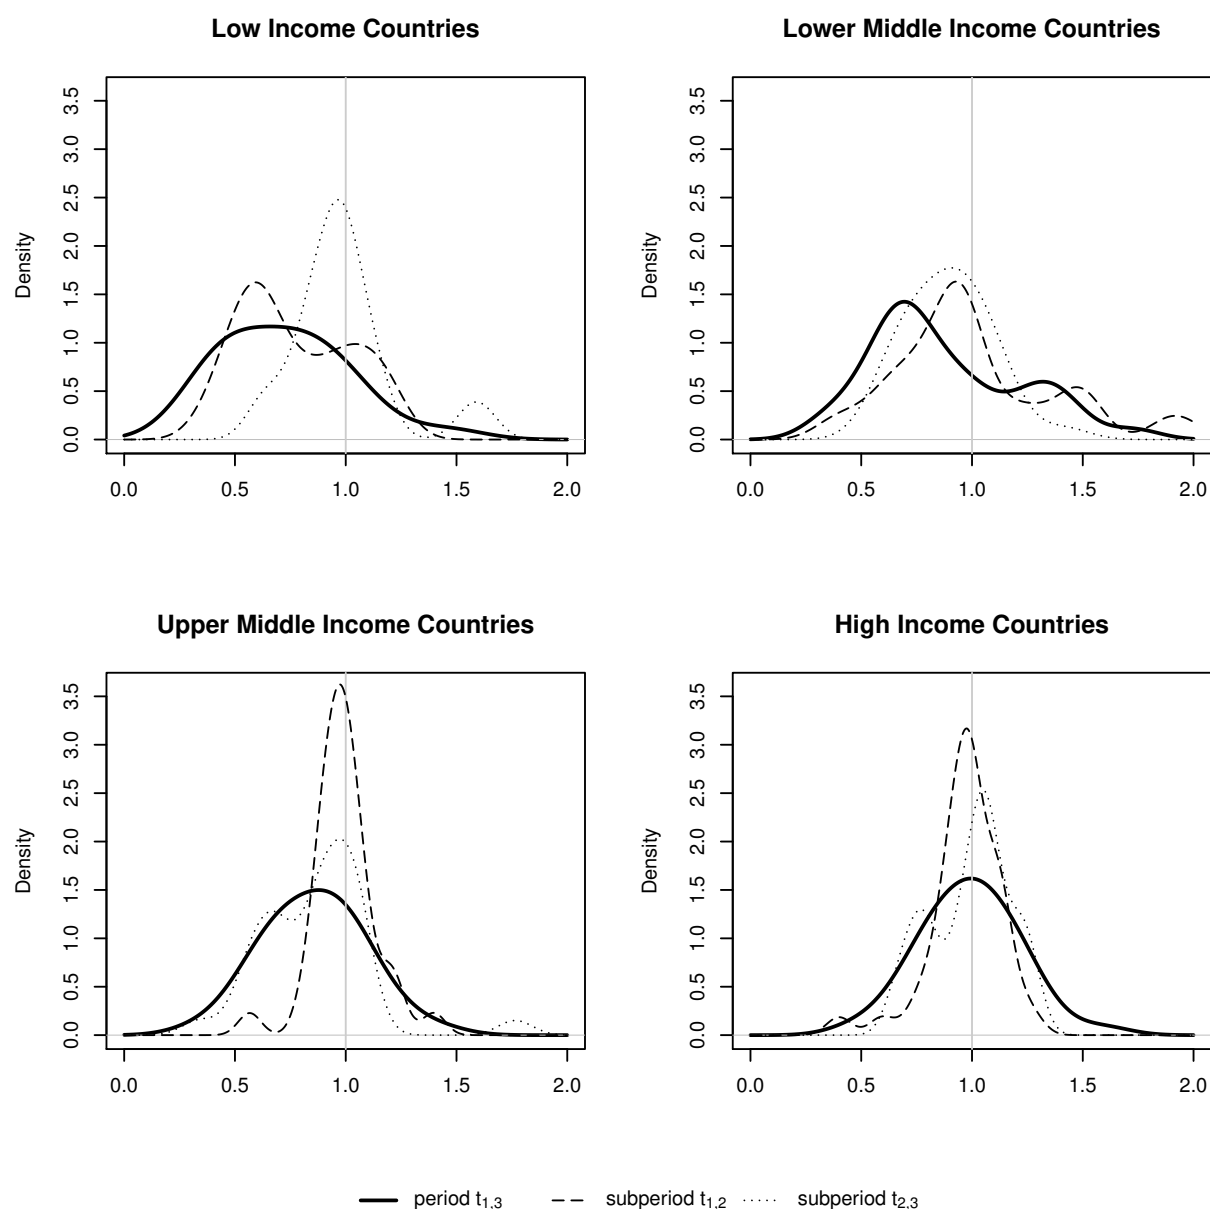 Low Income Countries
Density
0.0 0.5 1.0 1.5 2.0 2.5 3.0 3.5
0.0 0.5 1.0 1.5 2.0
Lower Middle Income Countries
Density
0.0 0.5 1.0 1.5 2.0 2.5 3.0 3.5
0.0 0.5 1.0 1.5 2.0
Upper Middle Income Countries
Density
0.0 0.5 1.0 1.5 2.0 2.5 3.0 3.5
0.0 0.5 1.0 1.5 2.0
High Income Countries
Density
0.0 0.5 1.0 1.5 2.0 2.5 3.0 3.5
0.0 0.5 1.0 1.5 2.0
period t1,3 subperiod t1,2 subperiod t2,3